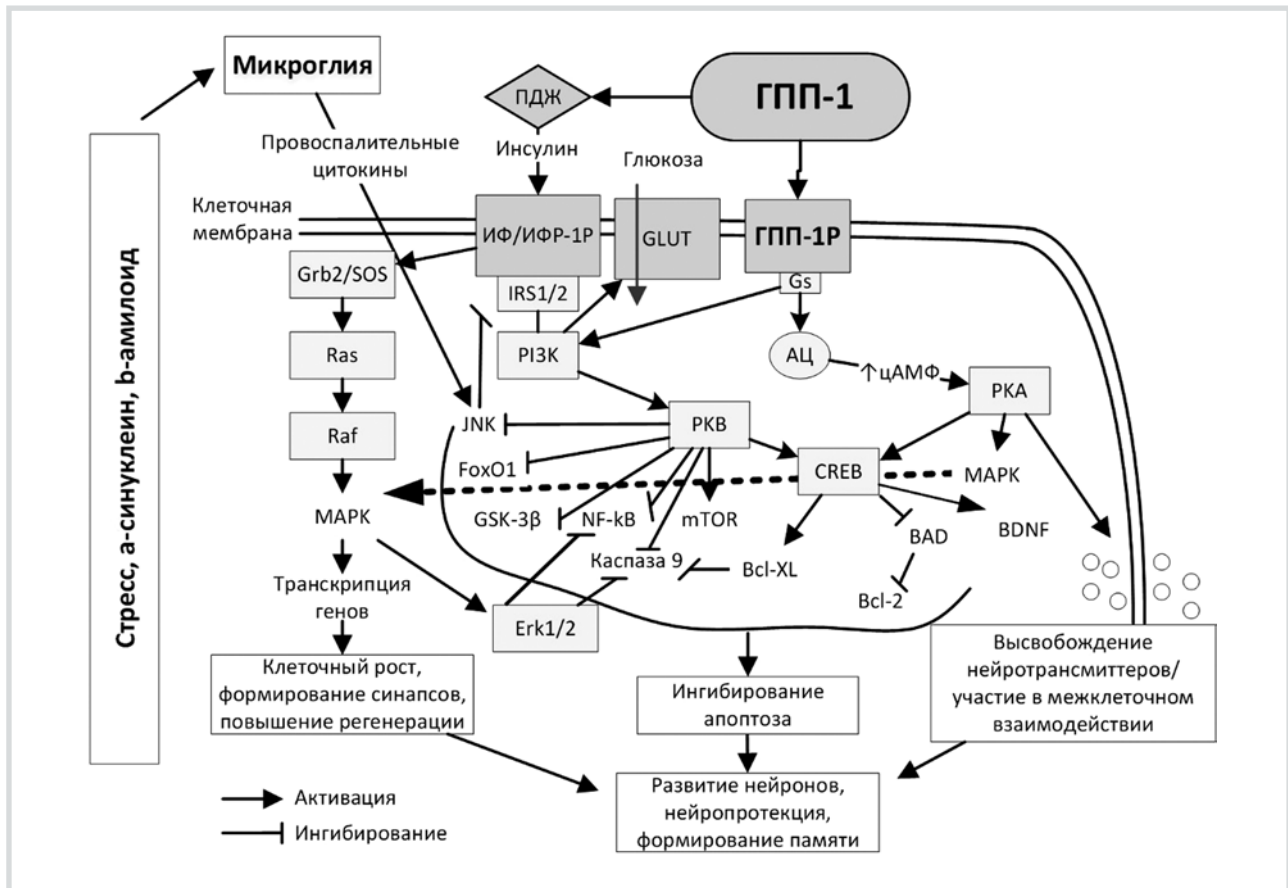 Микроглия
ПДЖ
ГПП-1
Провоспалительные
цитокины
Инсулин
Глюкоза
Клеточная
мембрана
ИФ/ИФР-1Р
GLUT
ГПП-1Р
Grb2/SOS
IRS1/2
Gs
Ras
PI3K
АЦ
↑цАМФ
PKA
Raf
JNK
PKB
FoxO1
CREB
MAPK
MAPK
GSK-3β
NF-kB
mTOR
BAD
BDNF
Каспаза 9
Bcl-XL
Bcl-2
Транскрипция
генов
Erk1/2
Клеточный рост,
формирование синапсов,
повышение регенерации
Ингибирование
апоптоза
Высвобождение
нейротрансмиттеров/
участие в межклеточном
взаимодействии
Развитие нейронов,
нейропротекция,
формирование памяти
Стресс, a-синуклеин, b-амилоид
Активация
Ингибирование